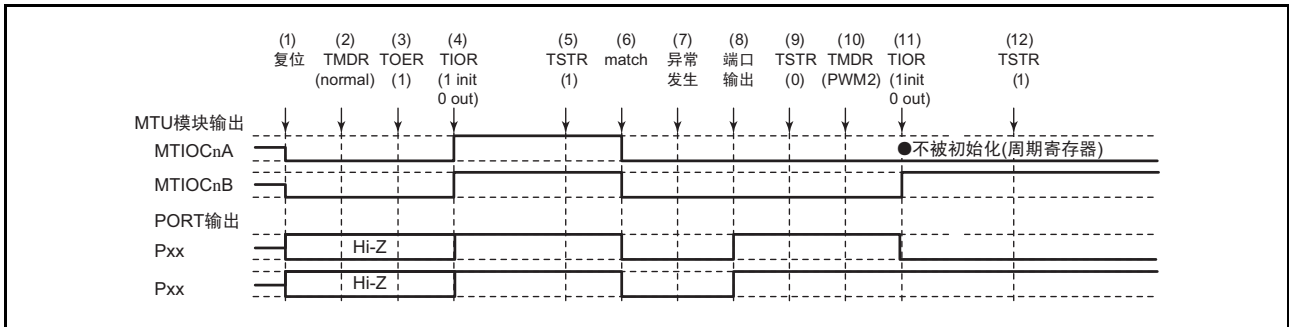 (1) (2) (3) (4) (5) (6) (7) (8) (9) (10) (11) (12)
复位 TMDR TOER TIOR TSTR match 异常 端口 TSTR TMDR TIOR TSTR
(normal) (1) (1 init (1) 发生 输出 (0) (PWM2) (1init (1)
0 out) 0 out)
MTU模块输出
MTIOCnA ●不被初始化(周期寄存器)
MTIOCnB
PORT输出
Pxx Hi-Z
Pxx Hi-Z